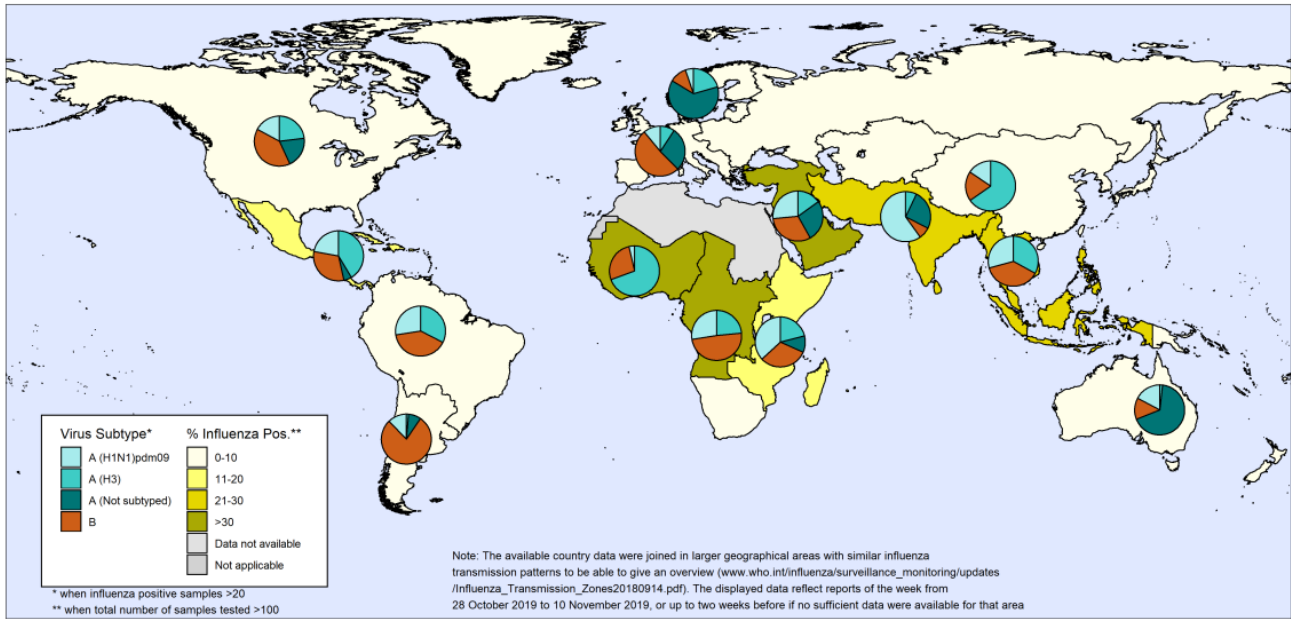 Virus Subtype*
A (H1N1)pdm09
A (H3)
A (Not subtyped)
B
% Influenza Pos.**
0-10
11-20
21-30
>30
Data not available
Not applicable
* when influenza positive samples >20
** when total number of samples tested >100
Note: The available country data were joined in larger geographical areas with similar influenza
transmission patterns to be able to give an overview (www.who.int/influenza/surveillance_monitoring/updates
/Influenza_Transmission_Zones20180914.pdf). The displayed data reflect reports of the week from
28 October 2019 to 10 November 2019, or up to two weeks before if no sufficient data were available for that area